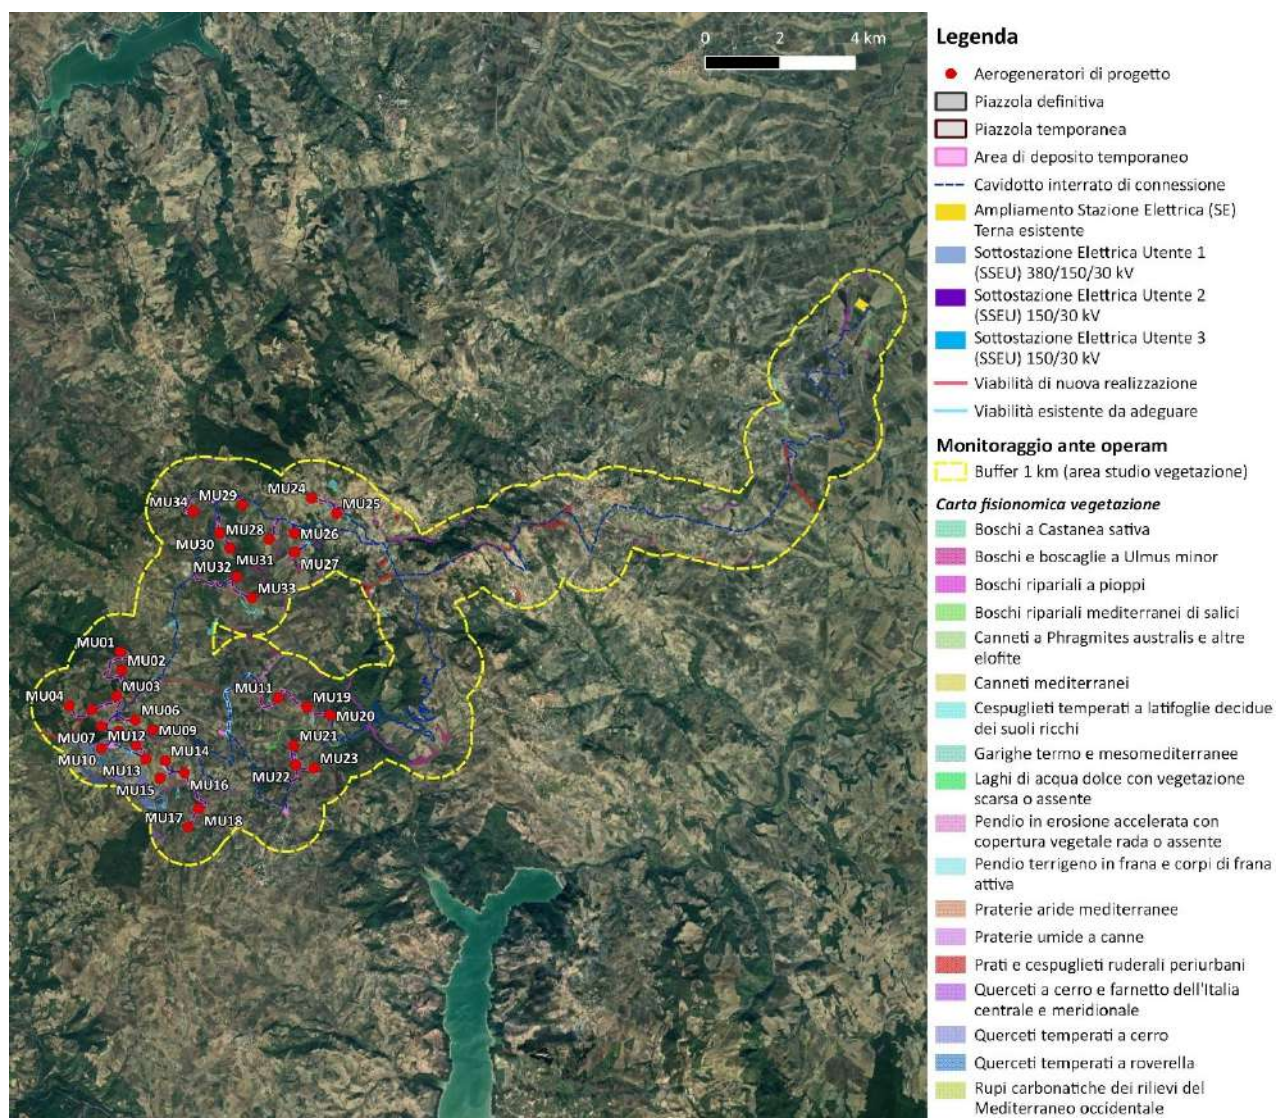 0 2 4 km
MU24
MU29
MU34
MU25
MU28
MU26
MU30
MU31
MU27
MU32
MU33
MU01
MU02
MU03
MU04
MU11
MU19
MU06
MU20
MU09
MU07
MU12
MU21
MU14
MU10
MU23
MU13
MU22
MU16
MU15
MU17
MU18
Legenda
Aerogeneratori di progetto
Piazzola definitiva
Piazzola temporanea
Area di deposito temporaneo
Cavidotto interrato di connessione
Ampliamento Stazione Elettrica (SE)
Terna esistente
Sottostazione Elettrica Utente 1
(SSEU) 380/150/30 kV
Sottostazione Elettrica Utente 2
(SSEU) 150/30 kV
Sottostazione Elettrica Utente 3
(SSEU) 150/30 kV
Viabilità di nuova realizzazione
Viabilità esistente da adeguare
Monitoraggio ante operam
Buffer 1 km (area studio vegetazione)
Carta fisionomica vegetazione
Boschi a Castanea sativa
Boschi e boscaglie a Ulmus minor
Boschi ripariali a pioppi
Boschi ripariali mediterranei di salici
Canneti a Phragmites australis e altre
elofite
Canneti mediterranei
Cespuglieti temperati a latifoglie decidue
dei suoli ricchi
Garighe termo e mesomediterranee
Laghi di acqua dolce con vegetazione
scarsa o assente
Pendio in erosione accelerata con
copertura vegetale rada o assente
Pendio terrigeno in frana e corpi di frana
attiva
Praterie aride mediterranee
Praterie umide a canne
Prati e cespuglieti ruderali periurbani
Querceti a cerro e farnetto dell'Italia
centrale e meridionale
Querceti temperati a cerro
Querceti temperati a roverella
Rupi carbonatiche dei rilievi del
Mediterraneo occidentale